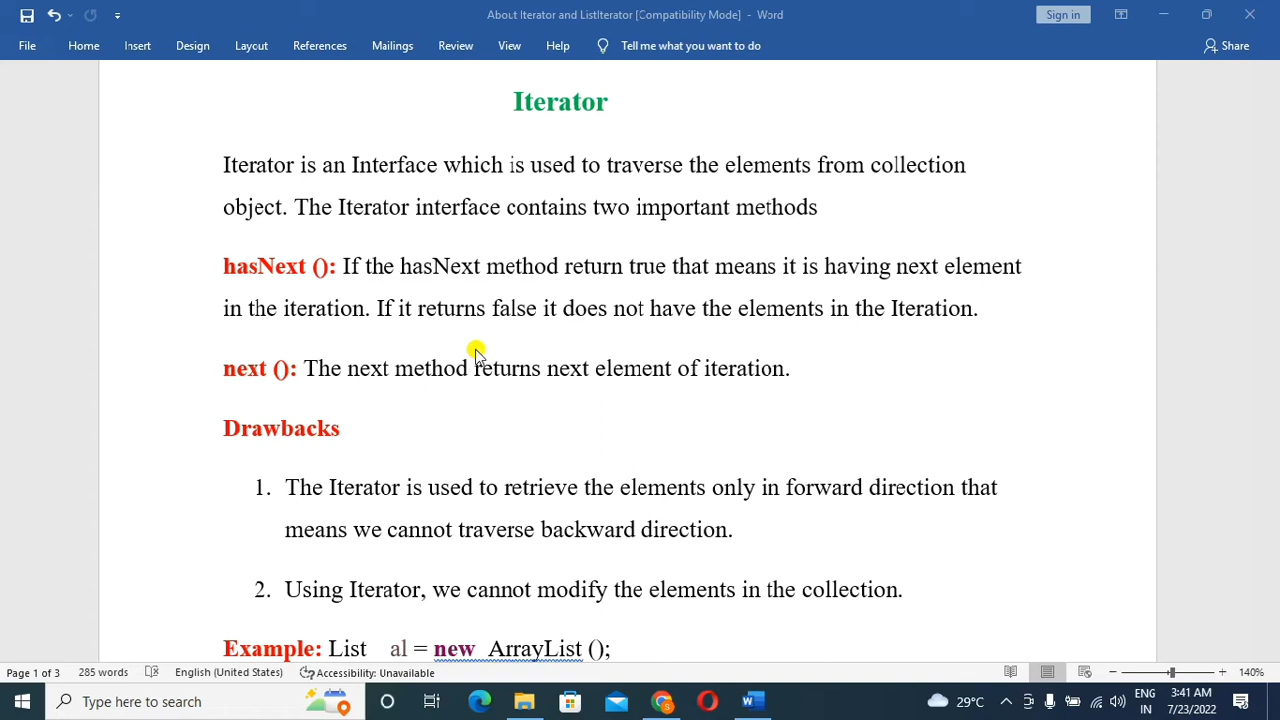 About Iterator and ListIterator [Compatibility Mode] - Word
Sign in
File Home Insert Design Layout References Mailings Review View Help Tell me what you want to do Share
Iterator
Iterator is an Interface which is used to traverse the elements from collection
object. The Iterator interface contains two important methods
hasNext (): If the hasNext method return true that means it is having next element
in the iteration. If it returns false it does not have the elements in the Iteration.
next (): The next method returns next element of iteration.
Drawbacks
1. The Iterator is used to retrieve the elements only in forward direction that
means we cannot traverse backward direction.
2. Using Iterator, we cannot modify the elements in the collection.
Example: List al = new ArrayList ();
Page 1 of 3 285 words English (United States) Accessibility: Unavailable 140%
Type here to search 29°C ENG 3:41 AM
IN 7/23/2022